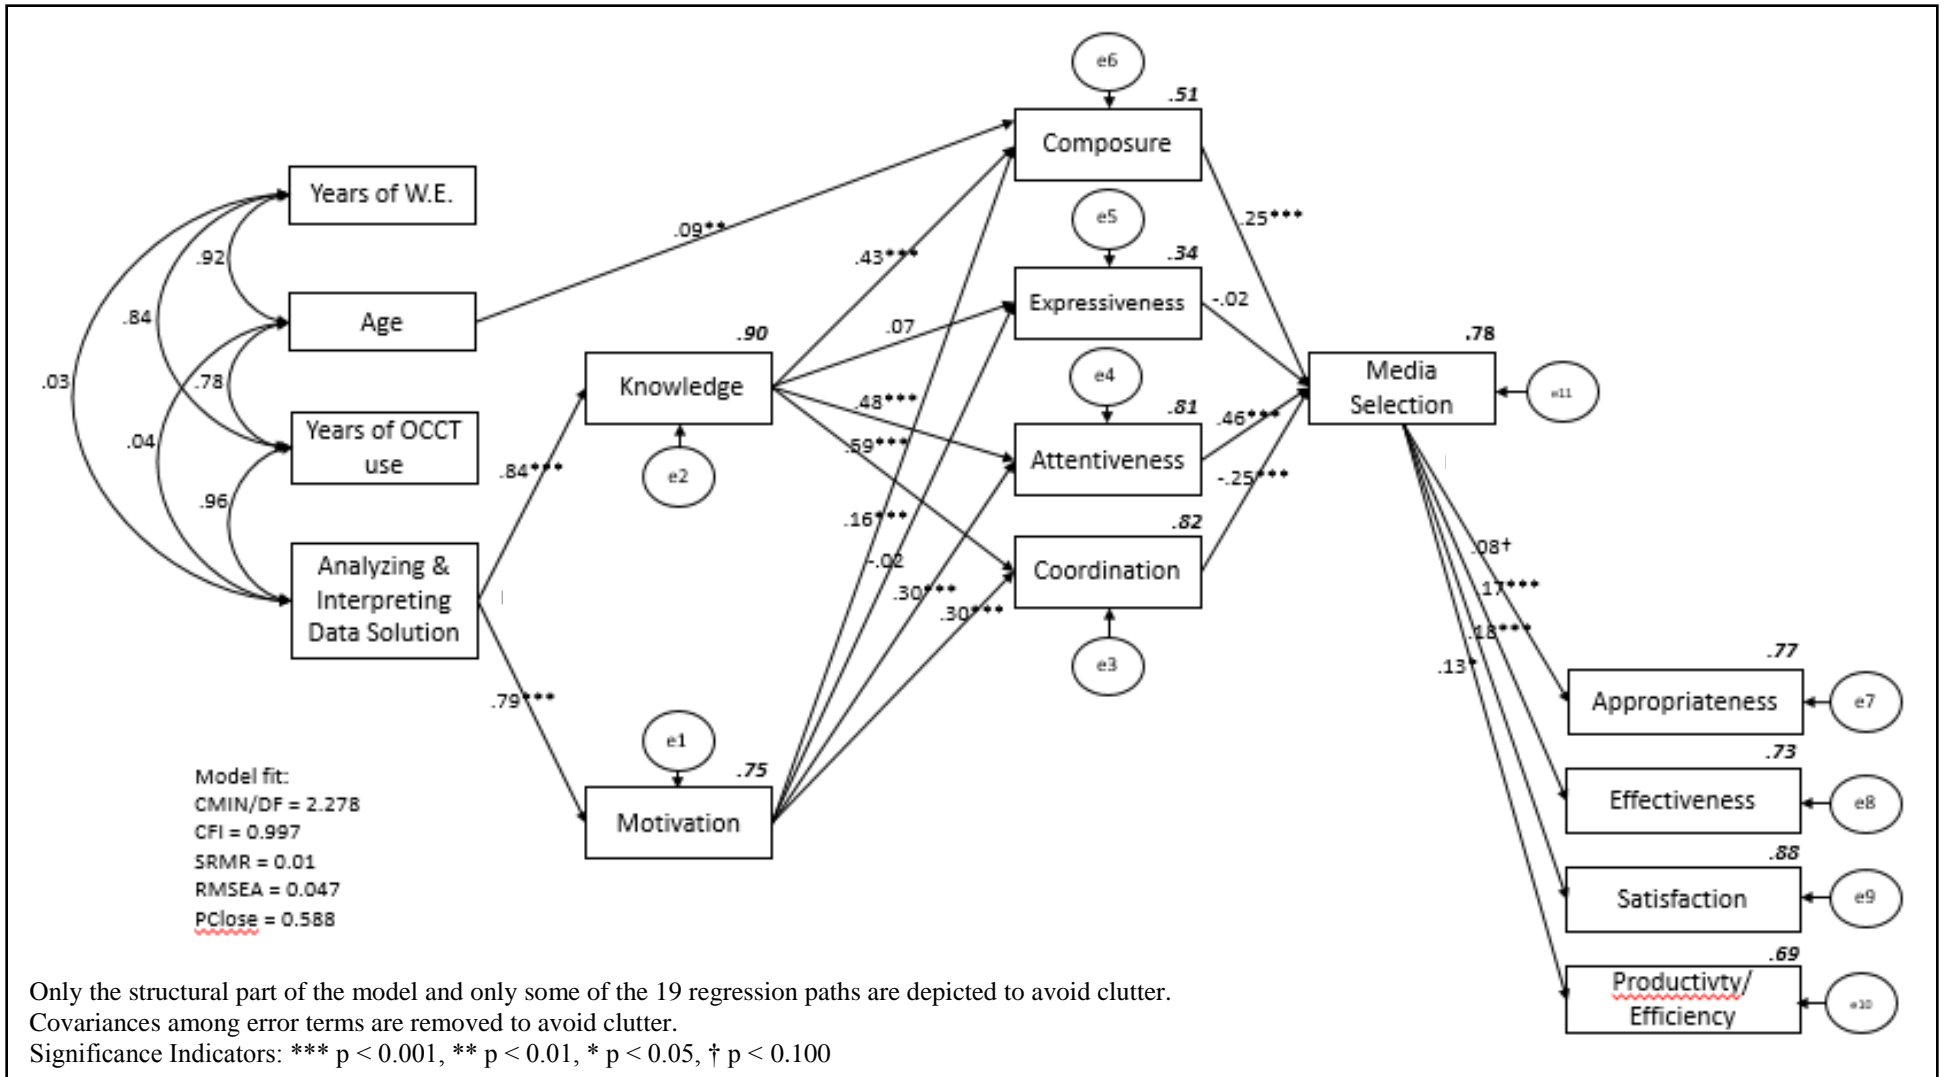 e6
.51
Composure
Years of W.E.
e5
.25***
.09**
.92
.43***
.34
Expressiveness
-.02
.84
Age
.07
.90
.78
e4
Knowledge
.78
Media
Selection
e11
.03
.78
.48***
.81
.46***
Years of OCCT
use
.04
.59***
Attentiveness
.84***
e2
-.25***
.96
.16***
.82
Analyzing &
Interpreting
Data Solution
-.02
Coordination
.08†
.30***
.17***
.30***
.18***
e3
.13*
.77
.79***
Appropriateness
e7
e1
.75
.73
Model fit:
CMIN/DF = 2.278
CFI = 0.997
SRMR = 0.01
RMSEA = 0.047
PClose = 0.588
Motivation
Effectiveness
e8
.88
Satisfaction
e9
.69
Productivty/
Efficiency
e10
Only the structural part of the model and only some of the 19 regression paths are depicted to avoid clutter.
Covariances among error terms are removed to avoid clutter.
Significance Indicators: *** p < 0.001, ** p < 0.01, * p < 0.05, † p < 0.100